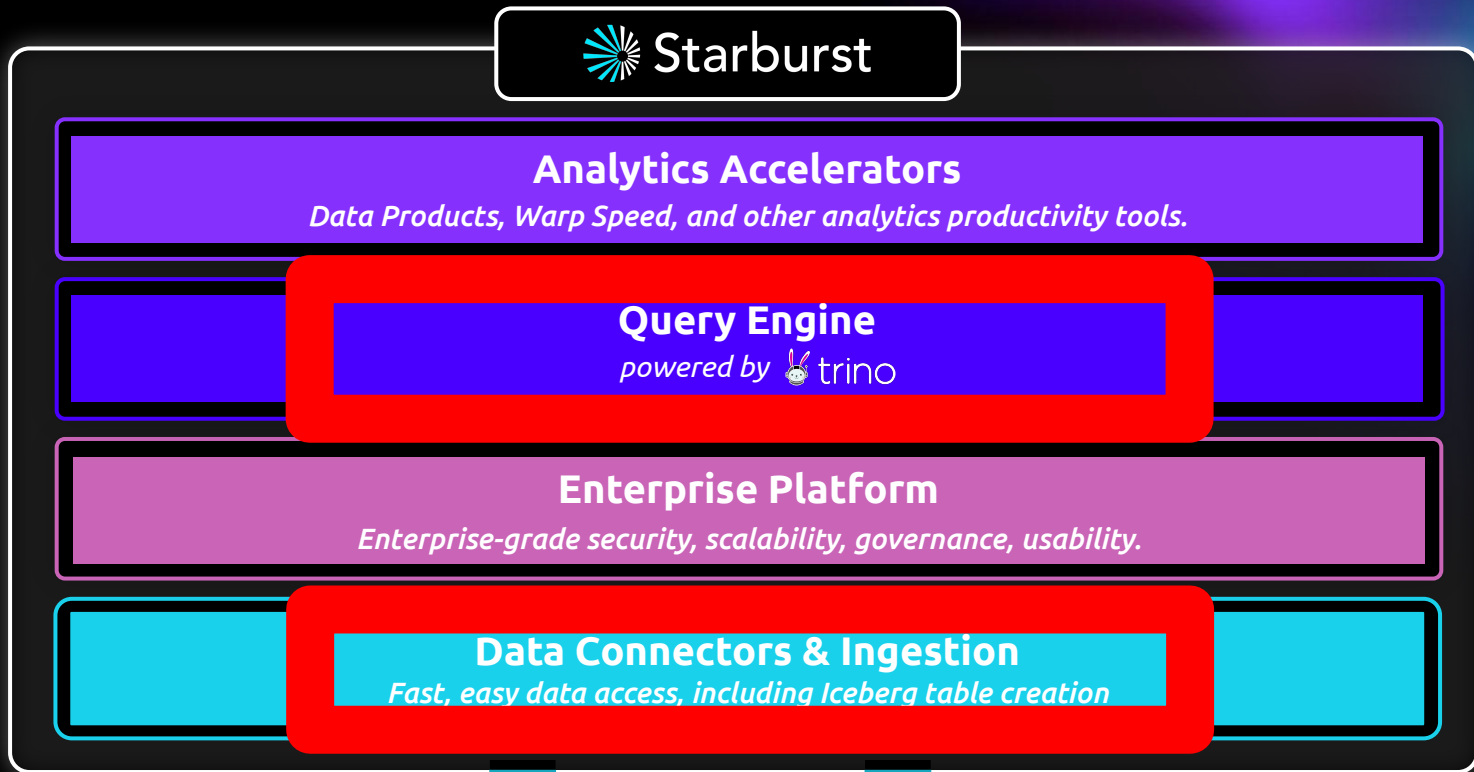 Starburst
Analytics Accelerators
Data Products, Warp Speed, and other analytics productivity tools.
Query Engine
powered by trino
Enterprise Platform
Enterprise-grade security, scalability, governance, usability.
Data Connectors & Ingestion
Fast, easy data access, including Iceberg table creation